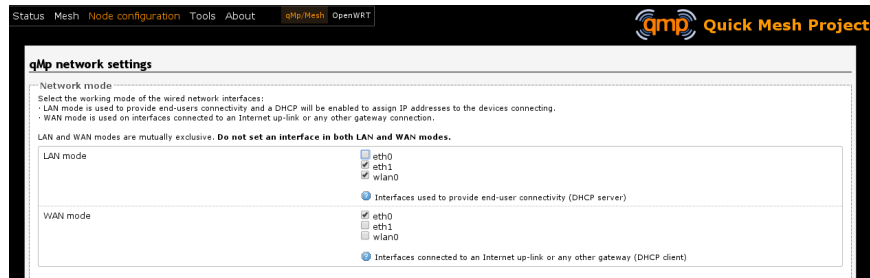 Status Mesh Node configuration Tools About qMp/Mesh OpenWRT
qmp Quick Mesh Project
qMp network settings
Network mode
Select the working mode of the wired network interfaces:
· LAN mode is used to provide end-users connectivity and a DHCP will be enabled to assign IP addresses to the devices connecting.
· WAN mode is used on interfaces connected to an Internet up-link or any other gateway connection.
LAN and WAN modes are mutually exclusive. Do not set an interface in both LAN and WAN modes.
LAN mode
eth0
eth1
wlan0
Interfaces used to provide end-user connectivity (DHCP server)
WAN mode
eth0
eth1
wlan0
Interfaces connected to an Internet up-link or any other gateway (DHCP client)